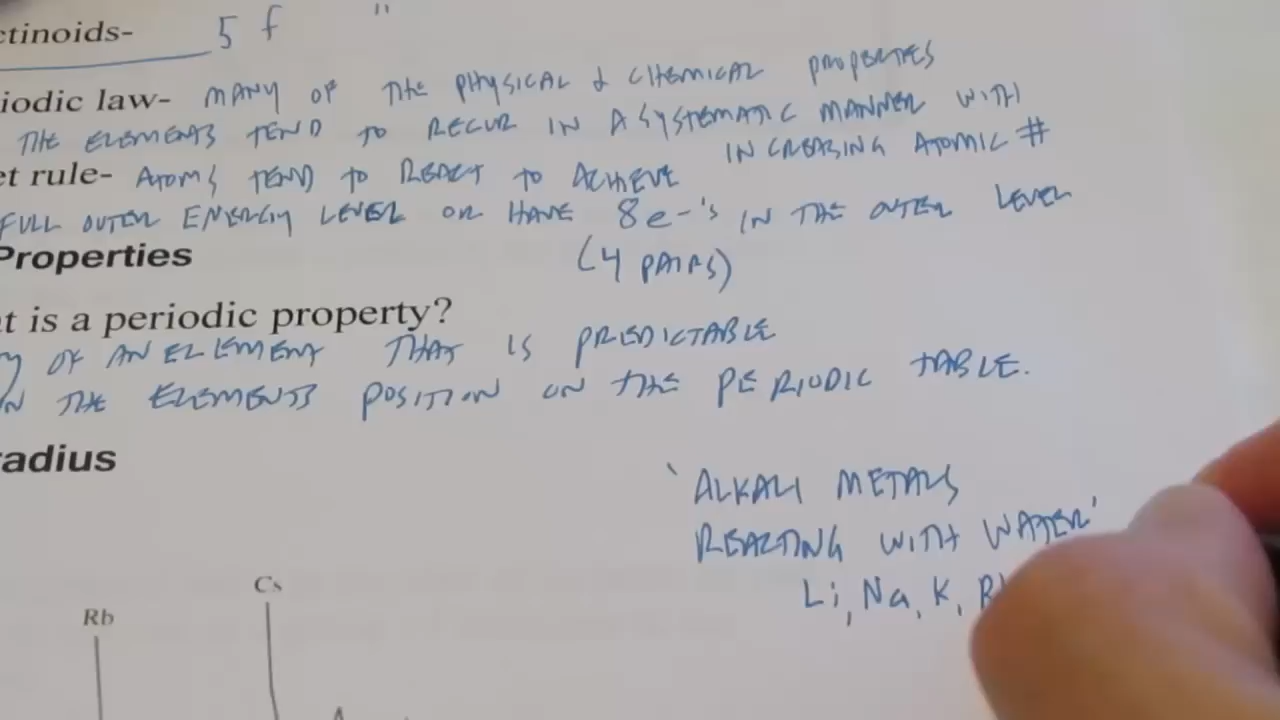 ctinoids- 5 f "
iodic law- MANY OF THE PHYSICAL & CHEMICAL PROPERTIES
THE ELEMENTS TEND TO RECUR IN A SYSTEMATIC MANNER WITH
INCREASING ATOMIC #
et rule- ATOMS TEND TO REACT TO ACHIEVE
FULL OUTER ENERGY LEVEL OR HAVE 8e-'s IN THE OUTER LEVEL
(4 PAIRS)
Properties
at is a periodic property?
y OF AN ELEMENT THAT IS PREDICTABLE
ON THE ELEMENTS POSITION ON THE PERIODIC TABLE.
radius
'ALKALI METALS
REACTING WITH WATER'
Li, Na, K, R
Cs
Rb